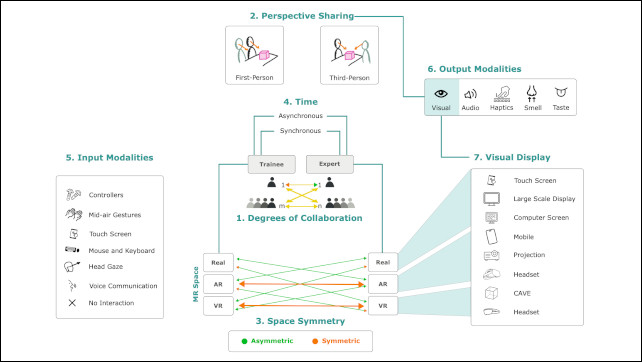 2. Perspective Sharing
First-Person
Third-Person
6. Output Modalities
Visual
Audio
Haptics
Smell
Taste
4. Time
Asynchronous
Synchronous
Trainee
Expert
1
1
m
n
1. Degrees of Collaboration
5. Input Modalities
Controllers
Mid-air Gestures
Touch Screen
Mouse and Keyboard
Head Gaze
Voice Communication
No Interaction
7. Visual Display
Touch Screen
Large Scale Display
Computer Screen
Mobile
Projection
Headset
CAVE
Headset
MR Space
Real
AR
VR
Real
AR
VR
3. Space Symmetry
Asymmetric
Symmetric